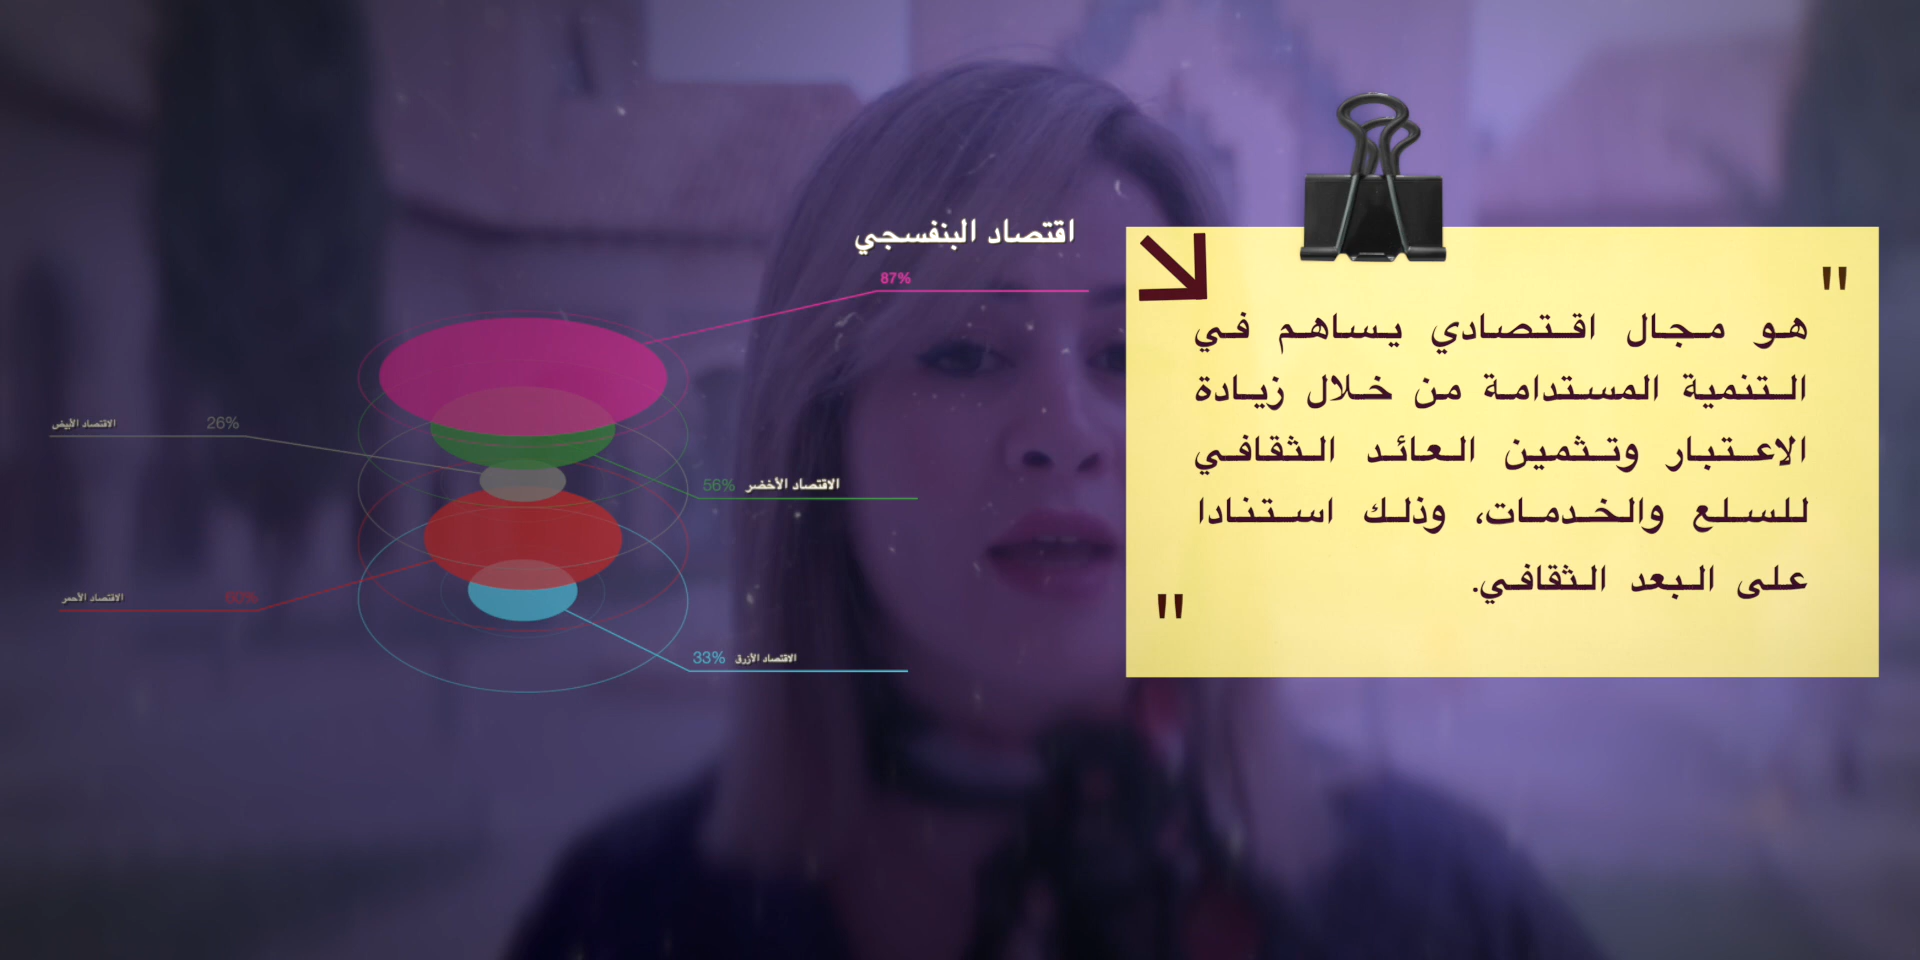 اقتصاد البنفسجي
87%
الاقتصاد الأبيض 26%
56% الاقتصاد الأخضر
الاقتصاد الأحمر 60%
33% الاقتصاد الأزرق
"
هو مجال اقتصادي يساهم في
التنمية المستدامة من خلال زيادة
الاعتبار وتثمين العائد الثقافي
للسلع والخدمات، وذلك استنادا
على البعد الثقافي.
"